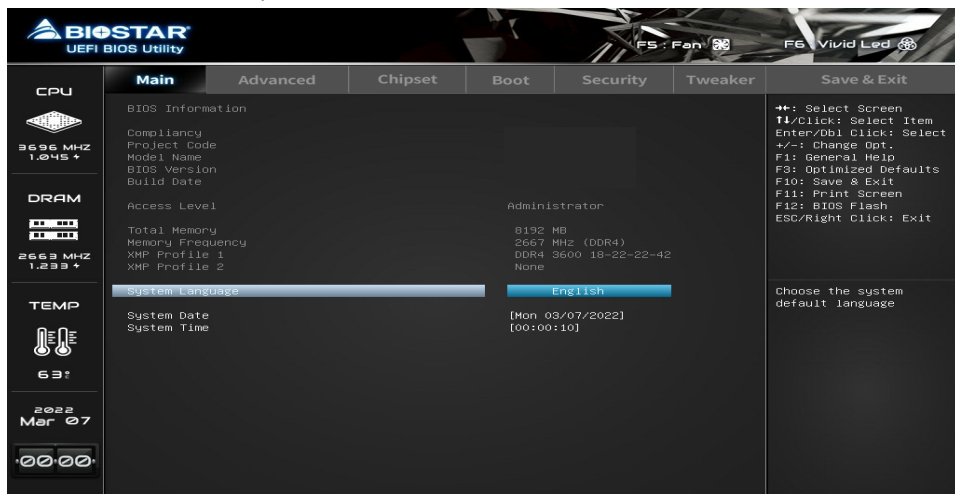 BIOSTAR
UEFI BIOS Utility
F5 : Fan
F6 Vivid Led
Main Advanced Chipset Boot Security Tweaker Save & Exit
CPU
3696 MHZ
1.045
DRAM
2663 MHZ
1.233
TEMP
63°
2022
Mar 07
00:00
BIOS Information
Compliancy
Project Code
Model Name
BIOS Version
Build Date
Access Level Administrator
Total Memory 8192 MB
Memory Frequency 2667 MHz (DDR4)
XMP Profile 1 DDR4 3600 18-22-22-42
XMP Profile 2 None
System Language English
System Date [Mon 03/07/2022]
System Time [00:00:10]
→←: Select Screen
↑↓/Click: Select Item
Enter/Dbl Click: Select
+/-: Change Opt.
F1: General Help
F3: Optimized Defaults
F10: Save & Exit
F11: Print Screen
F12: BIOS Flash
ESC/Right Click: Exit
Choose the system
default language